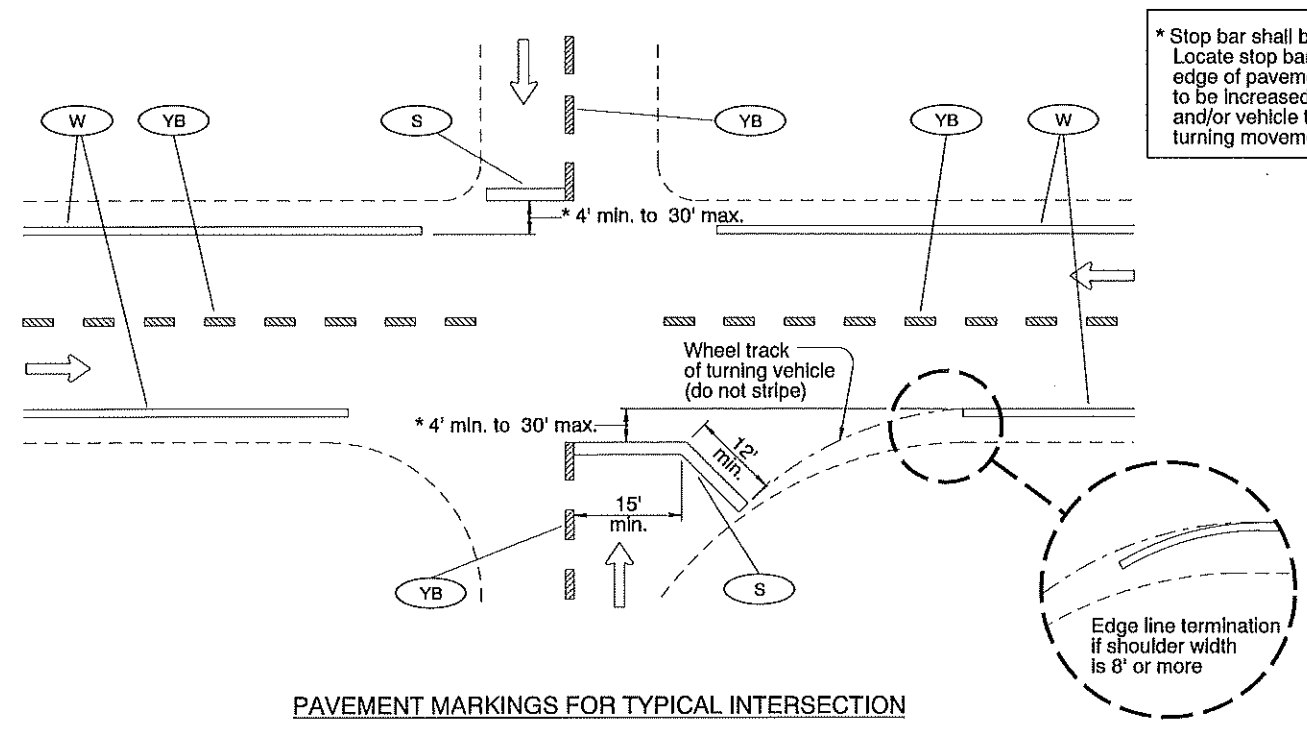 * Stop bar shall b
Locate stop bar
edge of paveme
to be increased
and/or vehicle t
turning movem
W
YB
S
YB
YB
W
* 4' min. to 30' max.
Wheel track
of turning vehicle
(do not stripe)
* 4' min. to 30' max.
12'
min.
15'
min.
YB
S
Edge line termination
if shoulder width
is 8' or more
PAVEMENT MARKINGS FOR TYPICAL INTERSECTION